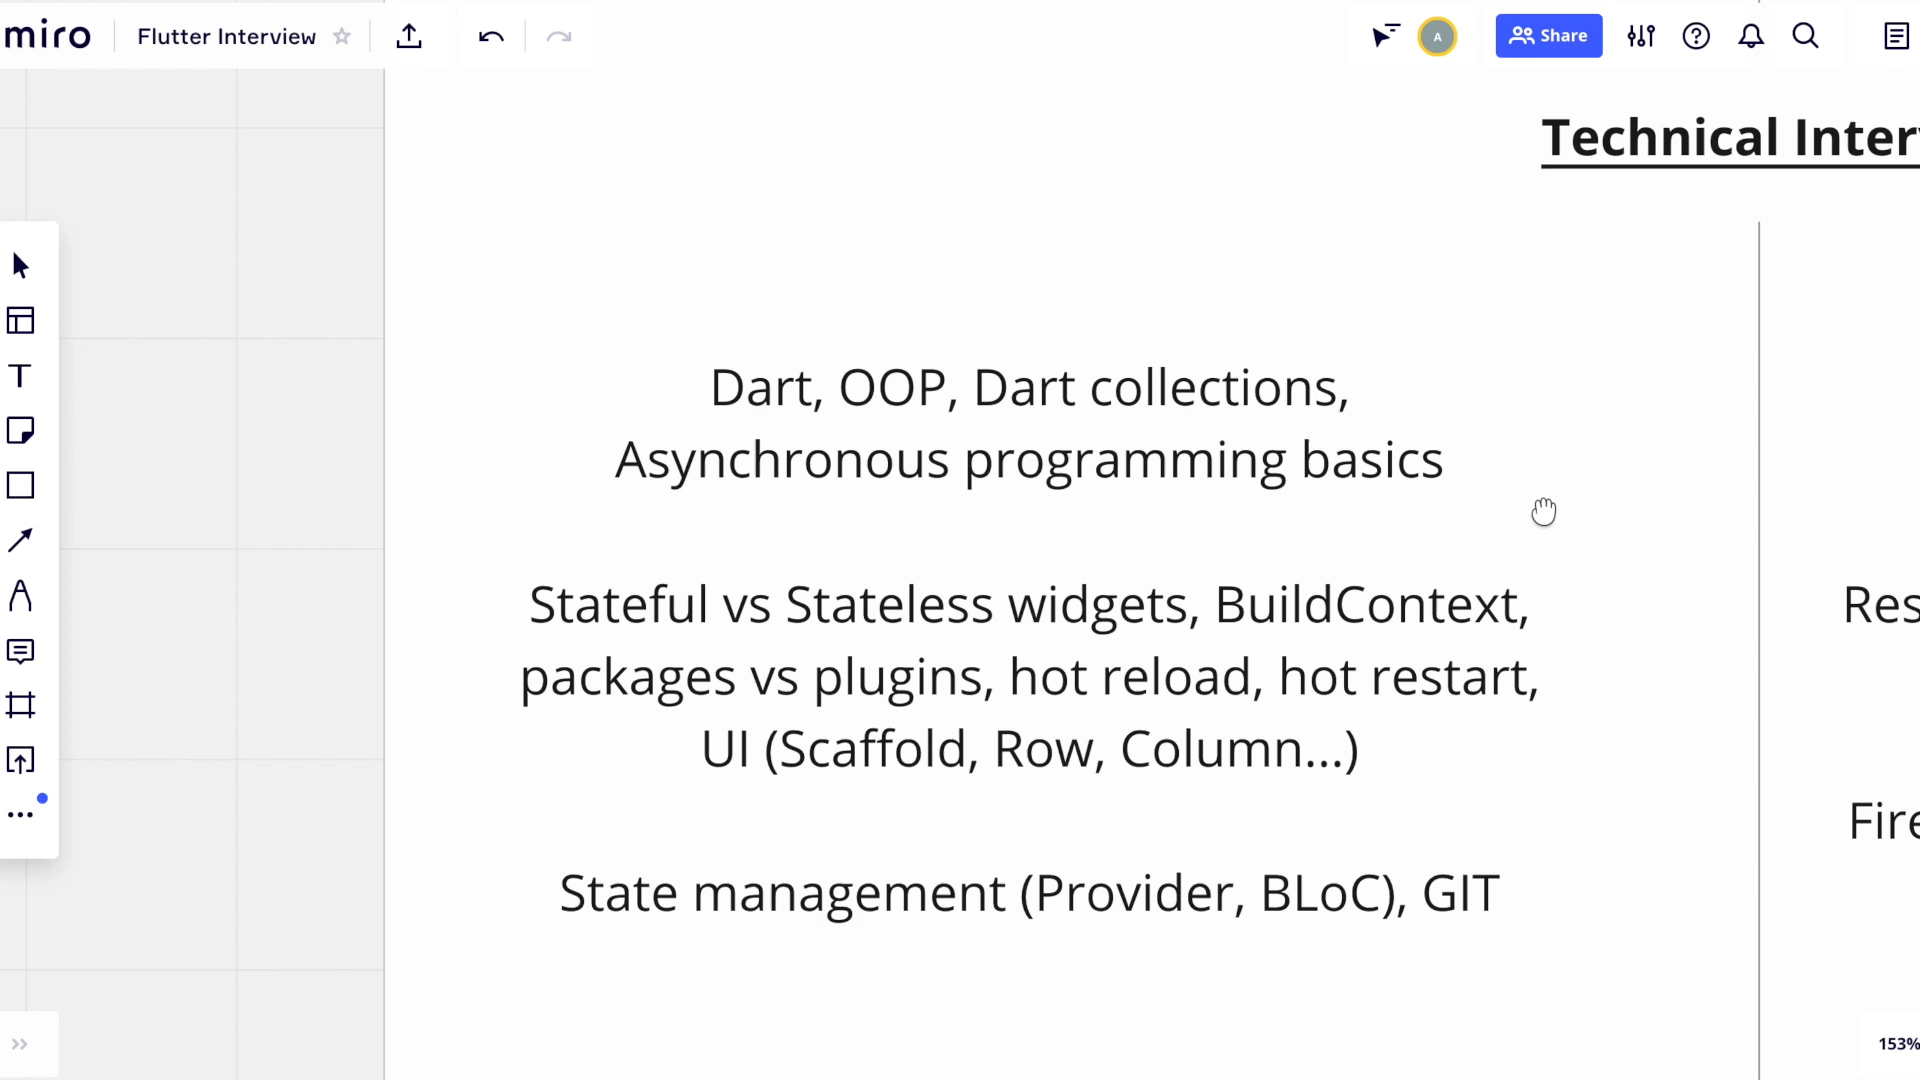 miro
Flutter Interview
A
Share
Technical Inter
Dart, OOP, Dart collections,
Asynchronous programming basics
Stateful vs Stateless widgets, BuildContext,
packages vs plugins, hot reload, hot restart,
UI (Scaffold, Row, Column...)
State management (Provider, BLoC), GIT
Res
Fire
153%